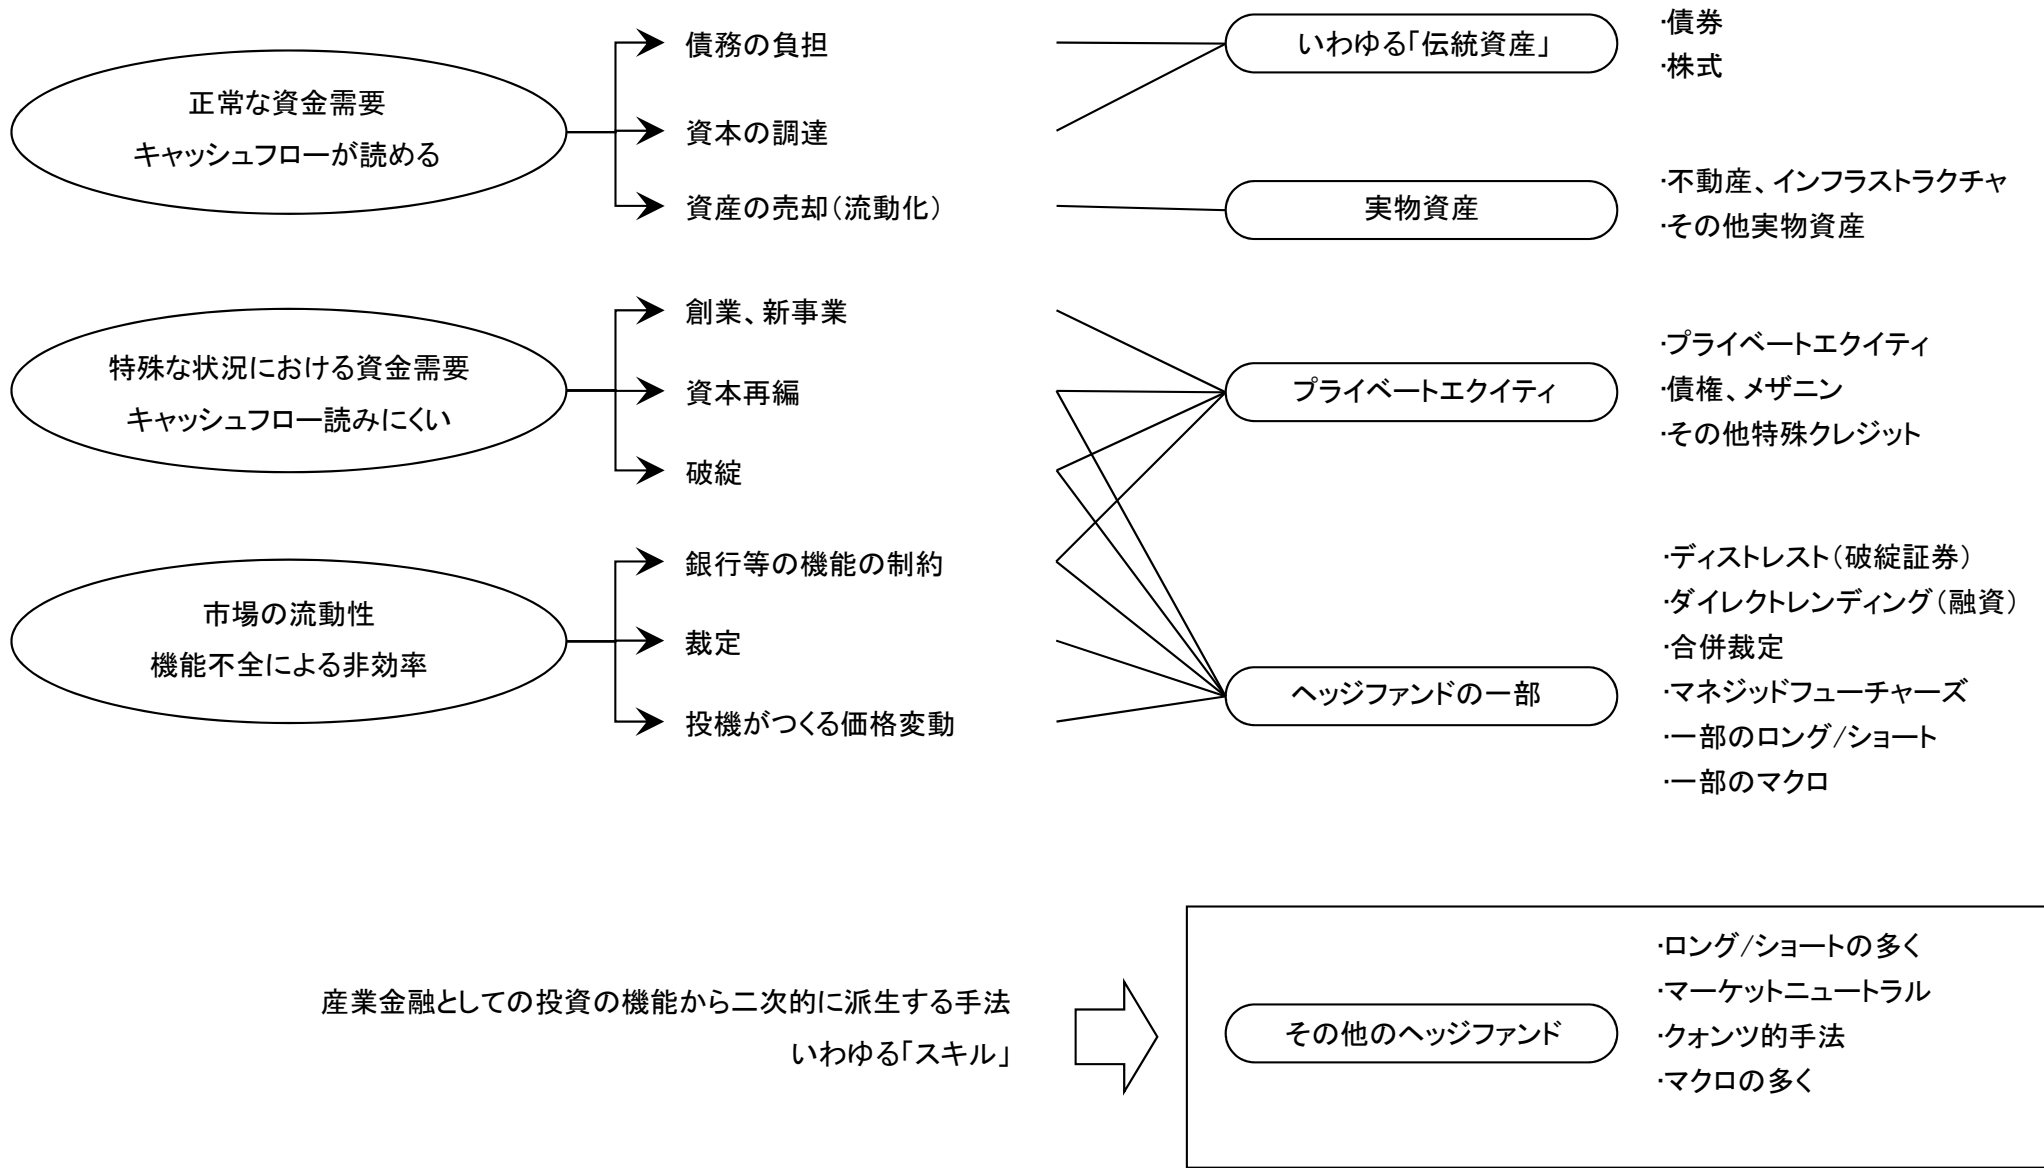 正常な資金需要
キャッシュフローが読める
債務の負担
資本の調達
資産の売却（流動化）
いわゆる「伝統資産」
・債券
・株式
実物資産
・不動産、インフラストラクチャ
・その他実物資産
特殊な状況における資金需要
キャッシュフロー読みにくい
創業、新事業
資本再編
破綻
プライベートエクイティ
・プライベートエクイティ
・債権、メザニン
・その他特殊クレジット
市場の流動性
機能不全による非効率
銀行等の機能の制約
裁定
投機がつくる価格変動
ヘッジファンドの一部
・ディストレスト（破綻証券）
・ダイレクトレンディング（融資）
・合併裁定
・マネジッドフューチャーズ
・一部のロング/ショート
・一部のマクロ
産業金融としての投資の機能から二次的に派生する手法
いわゆる「スキル」
その他のヘッジファンド
・ロング/ショートの多く
・マーケットニュートラル
・クォンツ的手法
・マクロの多く